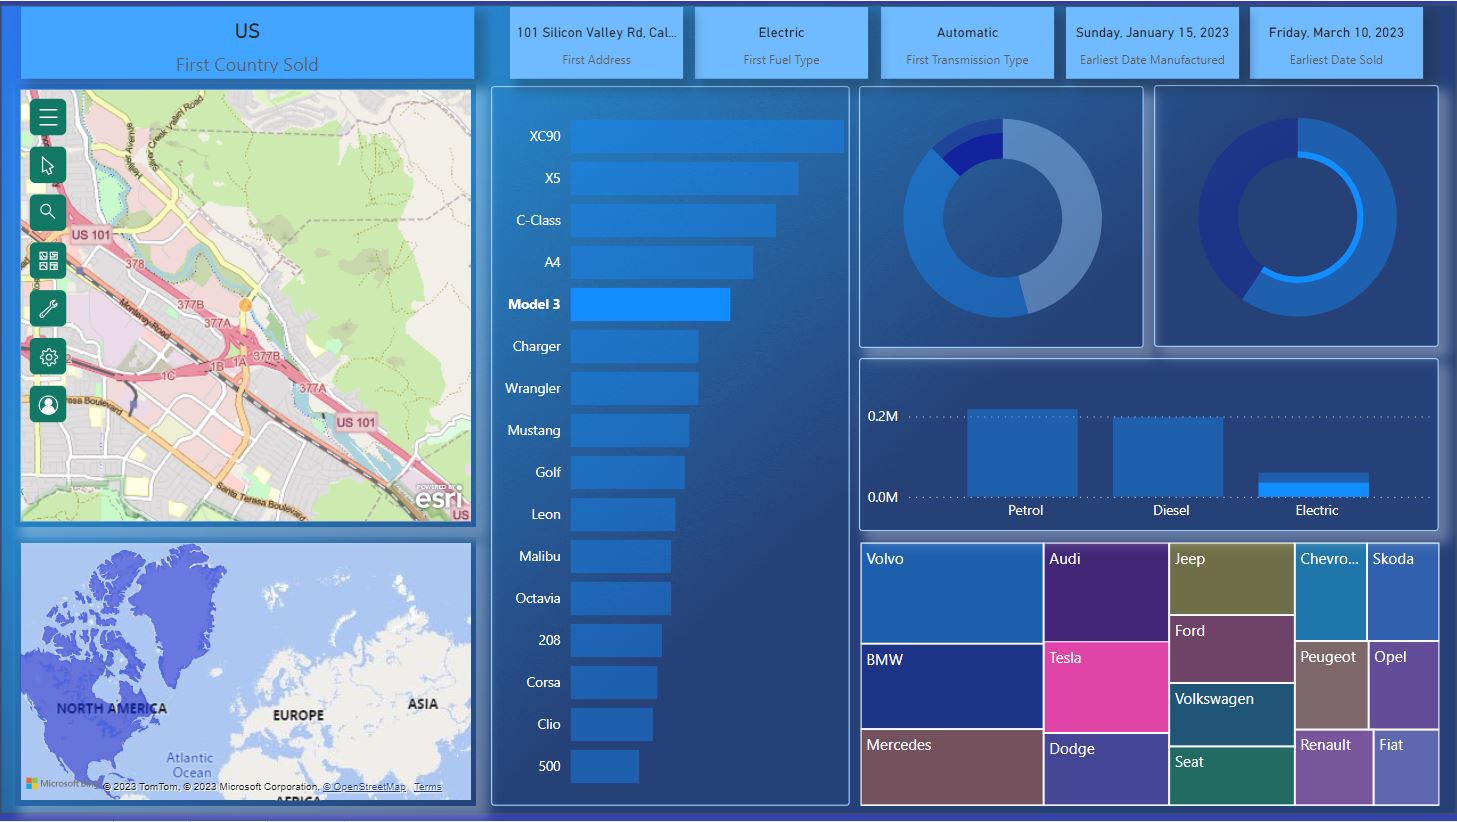 US
First Country Sold
101 Silicon Valley Rd, Cal...
First Address
Electric
First Fuel Type
Automatic
First Transmission Type
Sunday, January 15, 2023
Earliest Date Manufactured
Friday, March 10, 2023
Earliest Date Sold
Hellyer Avenue
Silver Creek Valley Road
US 101
378
377B
Monterey Road
377A
377B
1A
1B
1C
377A
US 101
Santa Teresa Boulevard
POWERED BY
esri
US
NORTH AMERICA
EUROPE
ASIA
Atlantic
Ocean
AFRICA
Microsoft Bing
© 2023 TomTom, © 2023 Microsoft Corporation, © OpenStreetMap Terms
XC90
X5
C-Class
A4
Model 3
Charger
Wrangler
Mustang
Golf
Leon
Malibu
Octavia
208
Corsa
Clio
500
0.2M
0.0M
Petrol
Diesel
Electric
Volvo
BMW
Mercedes
Audi
Tesla
Dodge
Jeep
Ford
Volkswagen
Seat
Chevro...
Skoda
Peugeot
Opel
Renault
Fiat